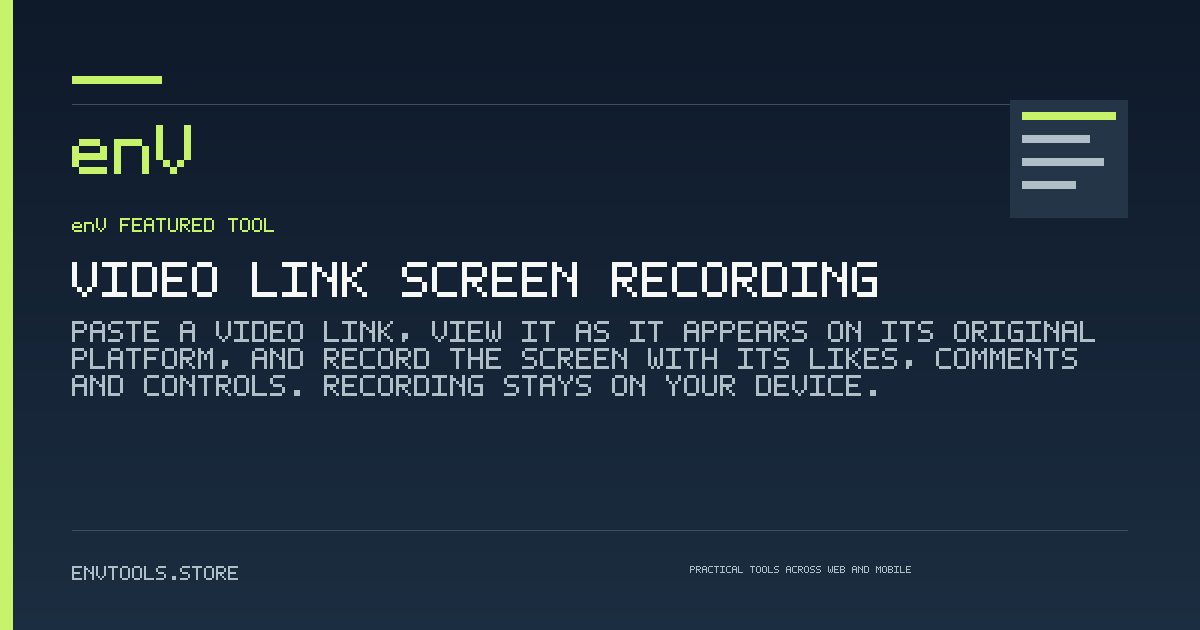 enV
enV FEATURED TOOL
VIDEO LINK SCREEN RECORDING
PASTE A VIDEO LINK, VIEW IT AS IT APPEARS ON ITS ORIGINAL
PLATFORM, AND RECORD THE SCREEN WITH ITS LIKES, COMMENTS
AND CONTROLS. RECORDING STAYS ON YOUR DEVICE.
ENVTOOLS.STORE
PRACTICAL TOOLS ACROSS WEB AND MOBILE